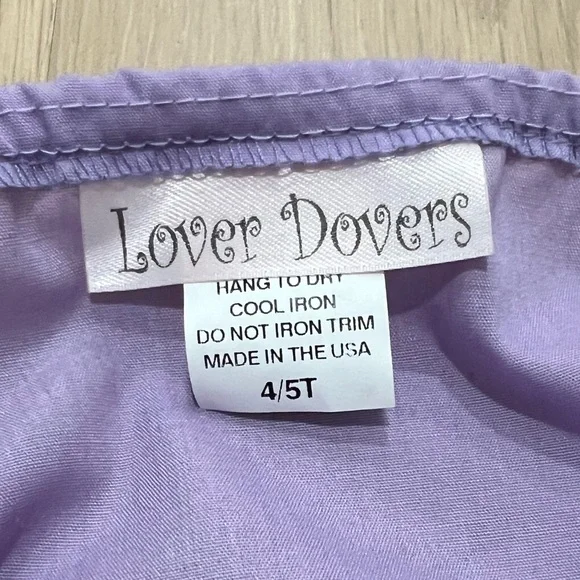 Lover Dovers
HANG TO DRY
COOL IRON
DO NOT IRON TRIM
MADE IN THE USA
4/5T